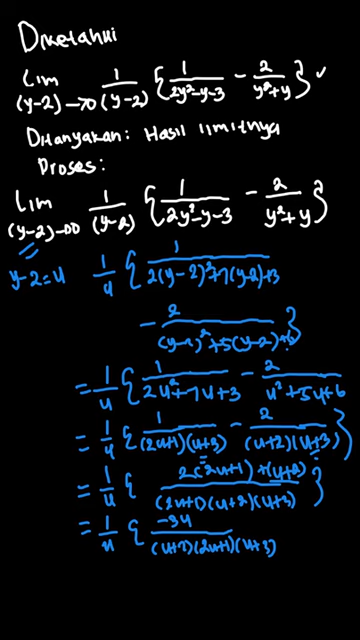 Diketahui
lim (y-2)→0 1/(y-2) { 1/(2y²-y-3) - 2/(y²+y) } ✓
Ditanyakan: Hasil limitnya
Proses:
lim (y-2)→0 1/(y-2) { 1/(2y²-y-3) - 2/(y²+y) }
y-2=u 1/u { 1/(2(y-2)²+7(y-2)+3)
- 2/((y-2)²+5(y-2)+6) }
= 1/u { 1/(2u²+7u+3) - 2/(u²+5u+6)
= 1/u { 1/((2u+1)(u+3)) - 2/((u+2)(u+3)) }
= 1/u { (2(-2u+1)+(u+2))/((2u+1)(u+2)(u+3)) }
= 1/u { -3u/((u+2)(2u+1)(u+3))